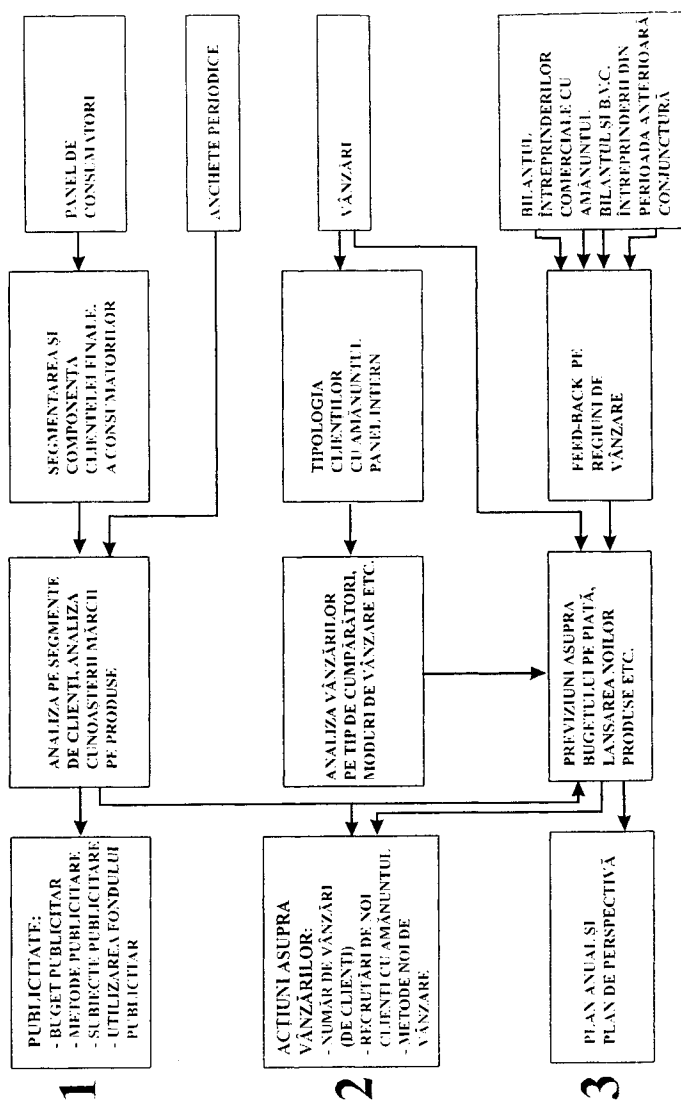 1
PUBLICITATE:
- BUGET PUBLICITAR
- METODE PUBLICITARE
- SUBIECTE PUBLICITARE
- UTILIZAREA FONDULUI
PUBLICITAR
ANALIZA PE SEGMENTE
DE CLIENȚI, ANALIZA
CUNOAȘTERII MĂRCII
PE PRODUSE
SEGMENTAREA ȘI
COMPONENȚA
CLIENTELEI FINALE.
A CONSUMATORILOR
PANEL DE
CONSUMATORI
ANCHETE PERIODICE
2
ACTIUNI ASUPRA
VÂNZĂRILOR:
- NUMĂR DE VÂNZĂRI
(DE CLIENȚI)
- RECRUTĂRI DE NOI
CLIENTI CU AMĂNUNTUL
- METODE NOI DE
VÂNZARE
ANALIZA VÂNZĂRILOR
PE TIP DE CUMPĂRĂTORI,
MODURI DE VÂNZARE ETC.
TIPOLOGIA
CLIENȚILOR
CU AMĂNUNTUL
PANEL INTERN
VÂNZĂRI
3
PLAN ANUAL ȘI
PLAN DE PERSPECTIVĂ
PREVIZIUNI ASUPRA
BUGETULUI PE PIAȚĂ,
LANSAREA NOILOR
PRODUSE ETC.
FEED-BACK PE
REGIUNI DE
VÂNZARE
BILANȚUL
ÎNTREPRINDERILOR
COMERCIALE CU
AMĂNUNTUL
BILANȚUL ȘI B.V.C.
ÎNTREPRINDERII DIN
PERIOADA ANTERIOARĂ
CONJUNCTURĂ